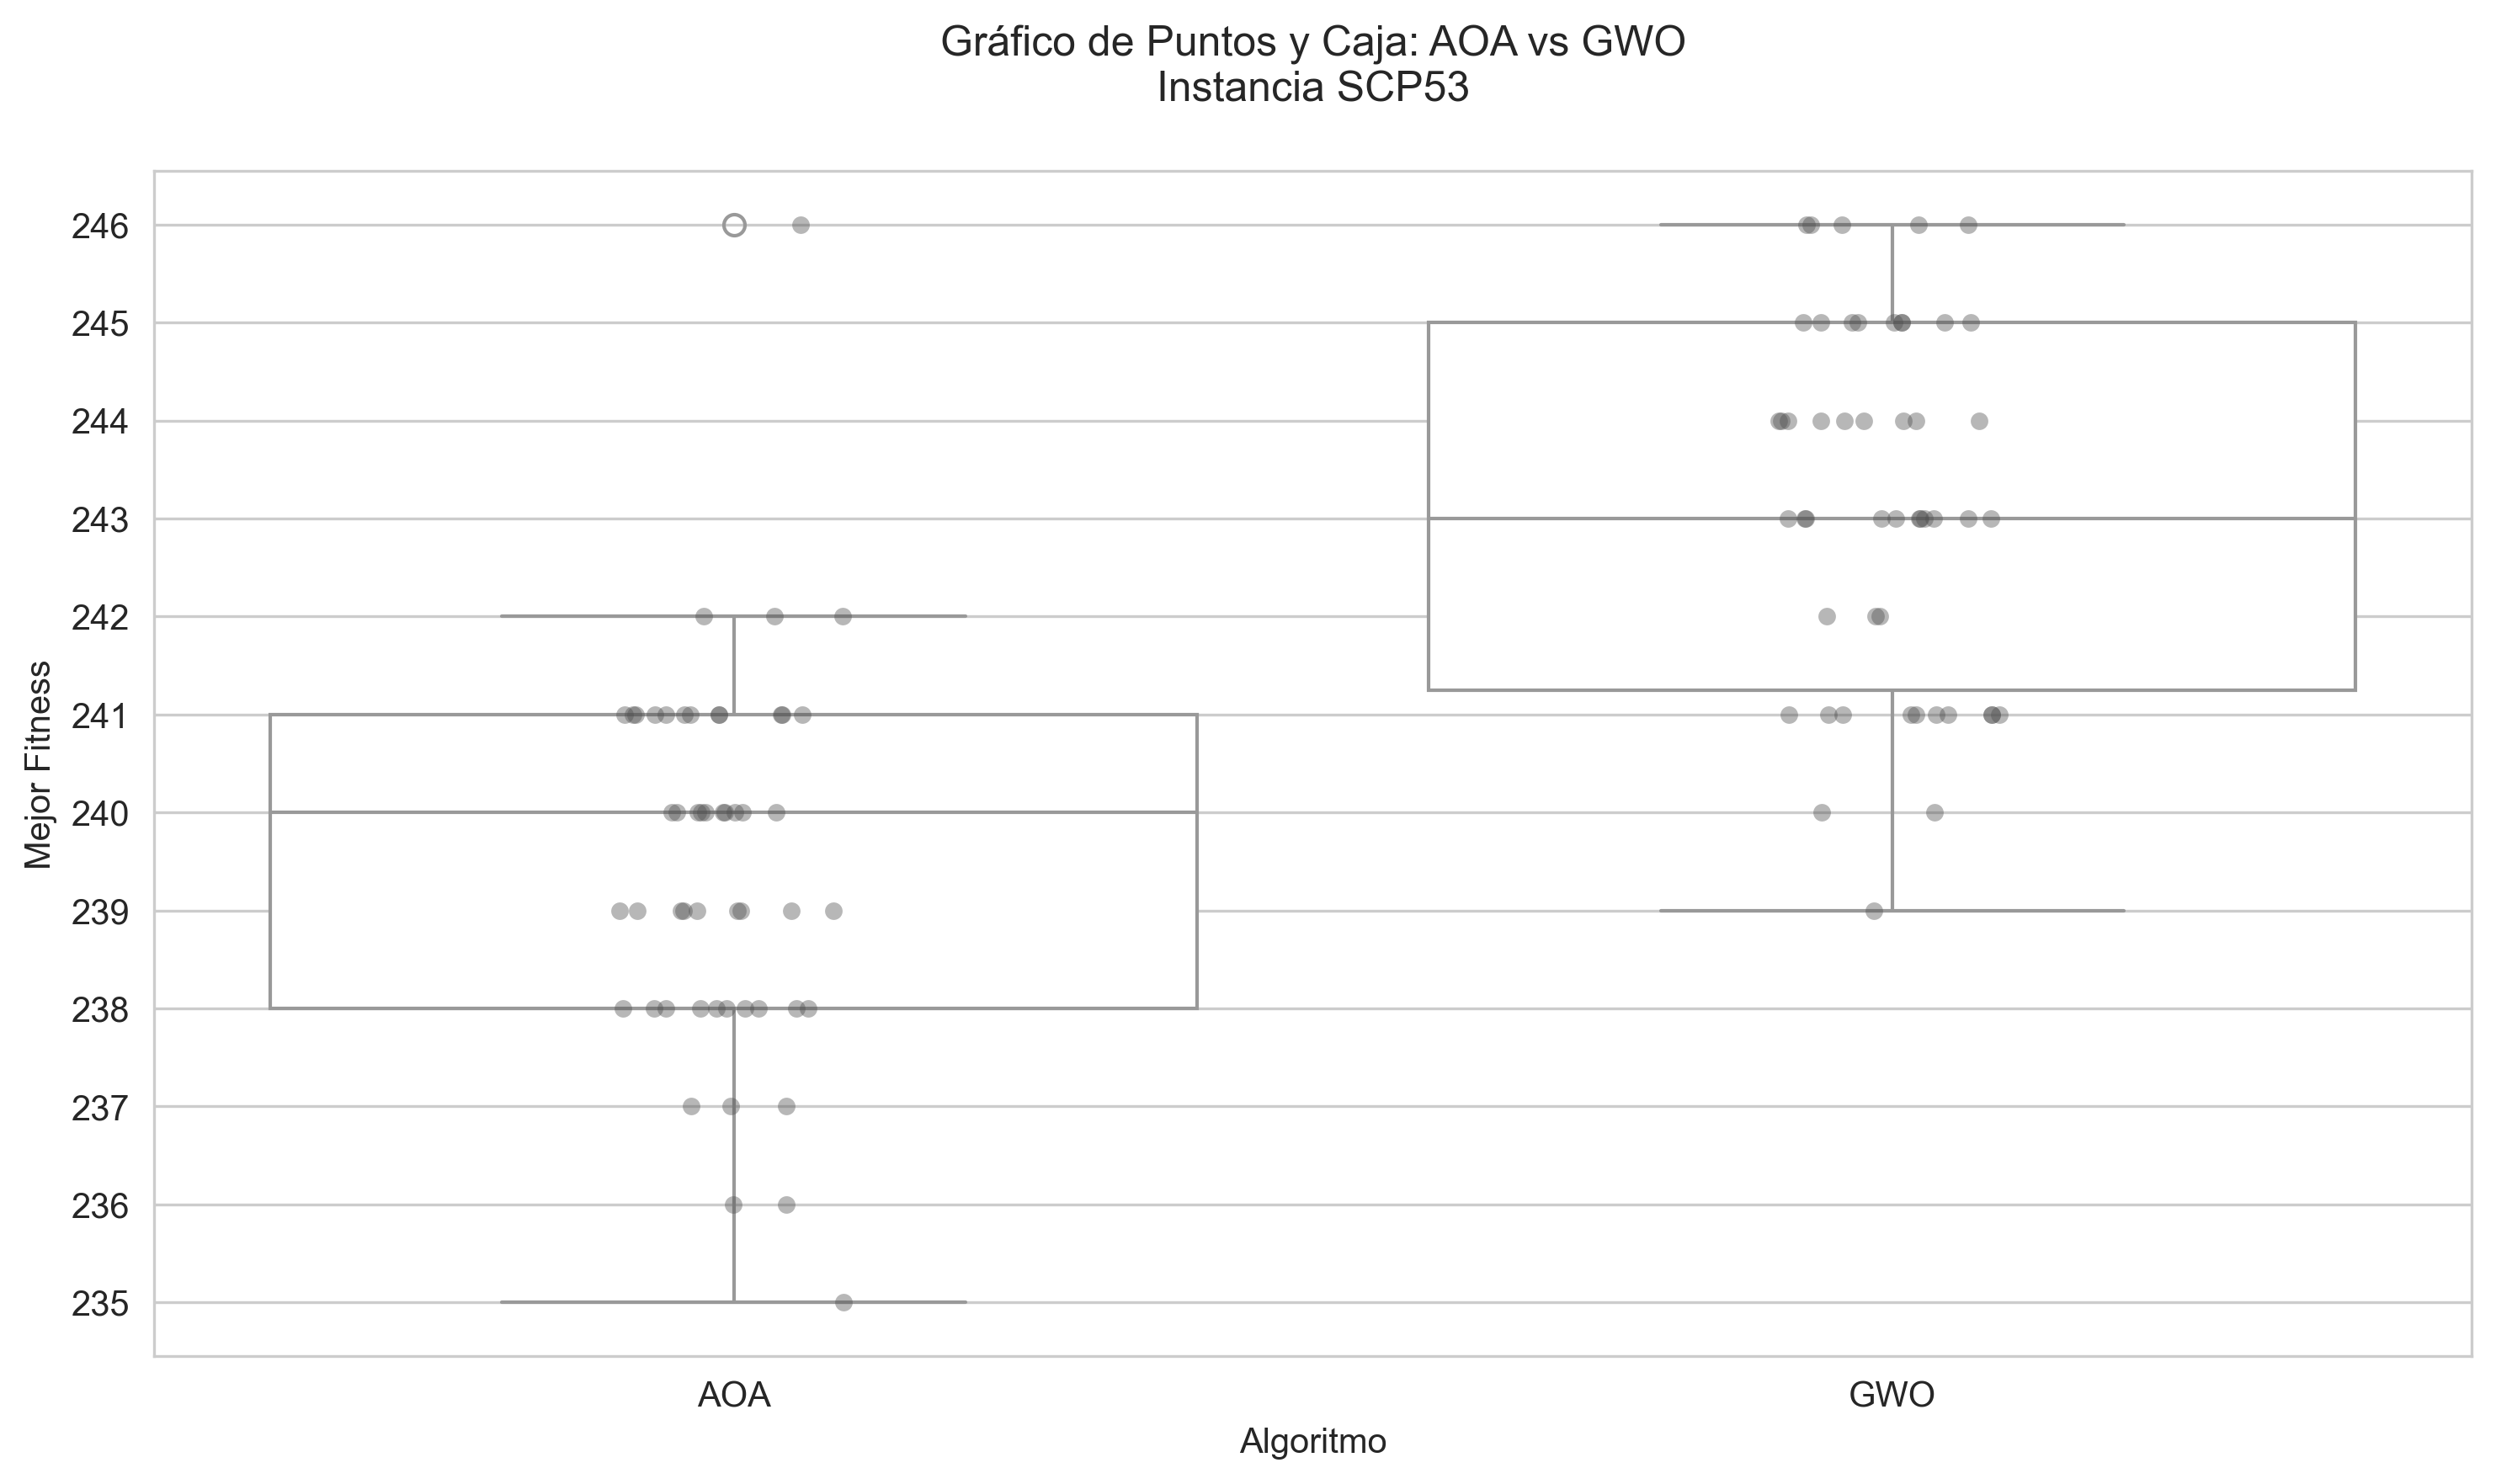 Gráfico de Puntos y Caja: AOA vs GWO
Instancia SCP53
246
245
244
243
242
241
240
239
238
237
236
235
Mejor Fitness
AOA
GWO
Algoritmo